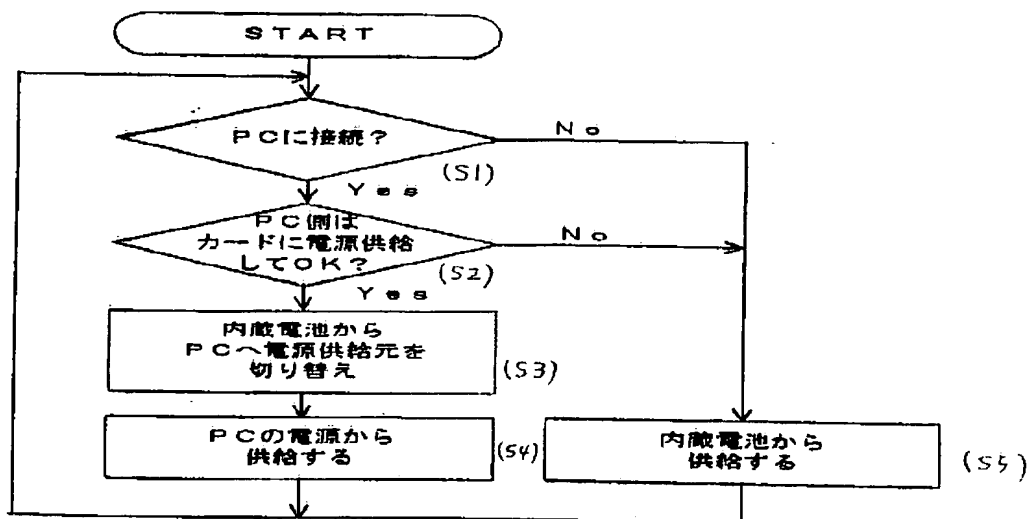 START
PCに接続?
No
(S1)
Yes
PC側は
カードに電源供給
してOK?
No
(S2)
Yes
内蔵電池から
PCへ電源供給元を
切り替え
(S3)
PCの電源から
供給する
(S4)
内蔵電池から
供給する
(S5)